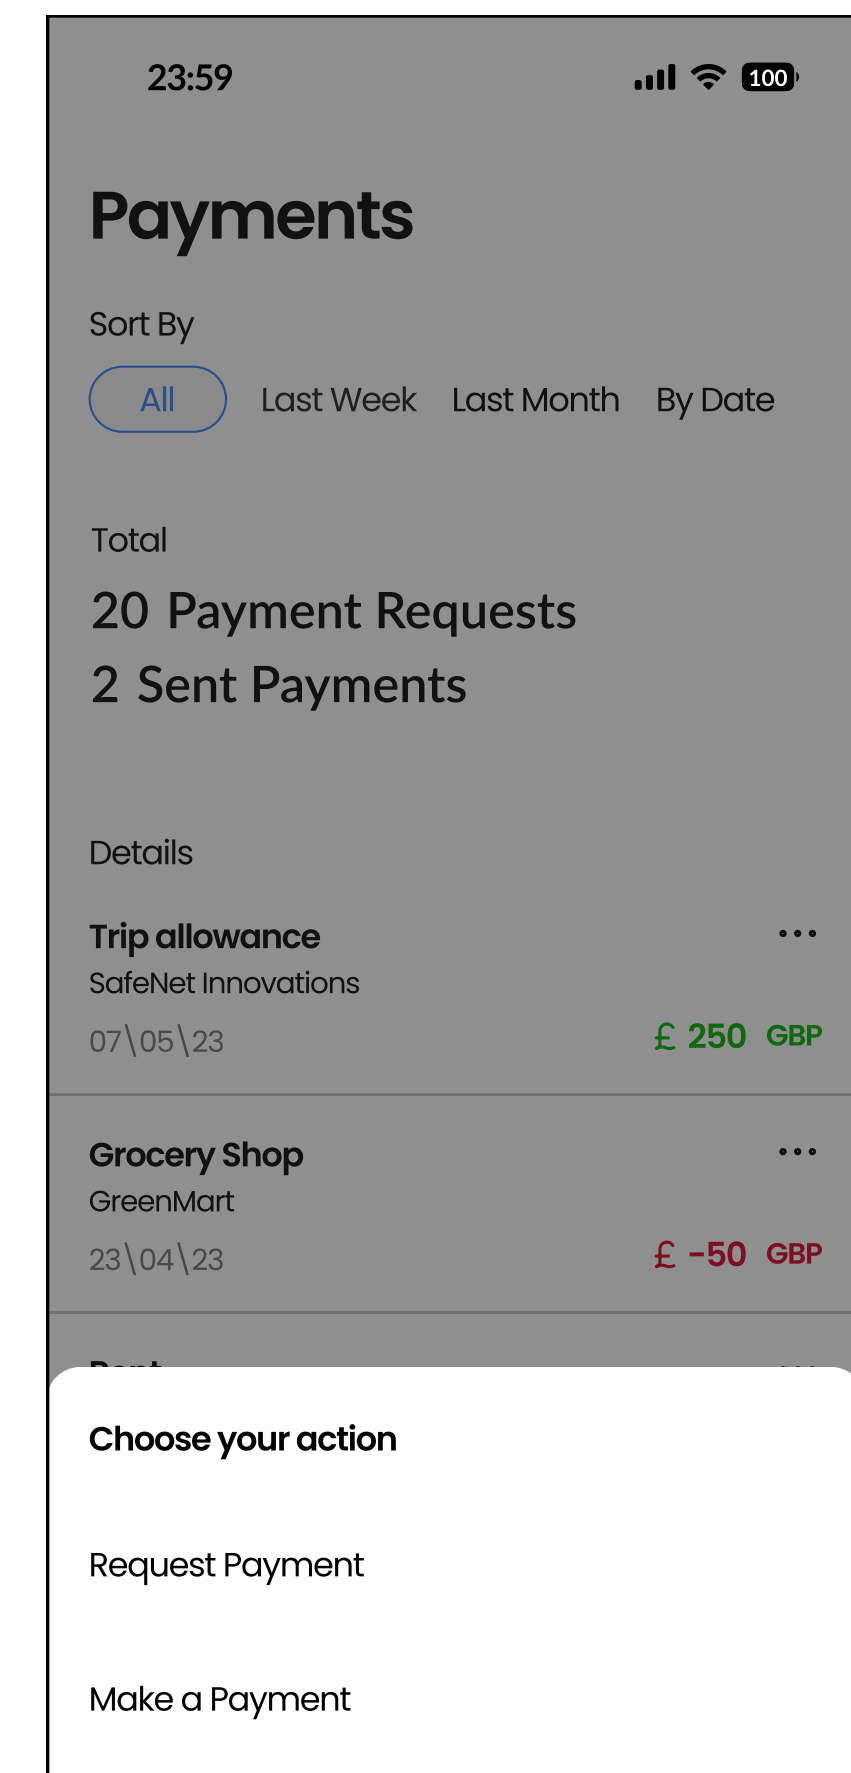 23:59 100
Payments
Sort By
All Last Week Last Month By Date
Total
20 Payment Requests
2 Sent Payments
Details
Trip allowance
SafeNet Innovations
07\05\23 £ 250 GBP
Grocery Shop
GreenMart
23\04\23 £ -50 GBP
Choose your action
Request Payment
Make a Payment